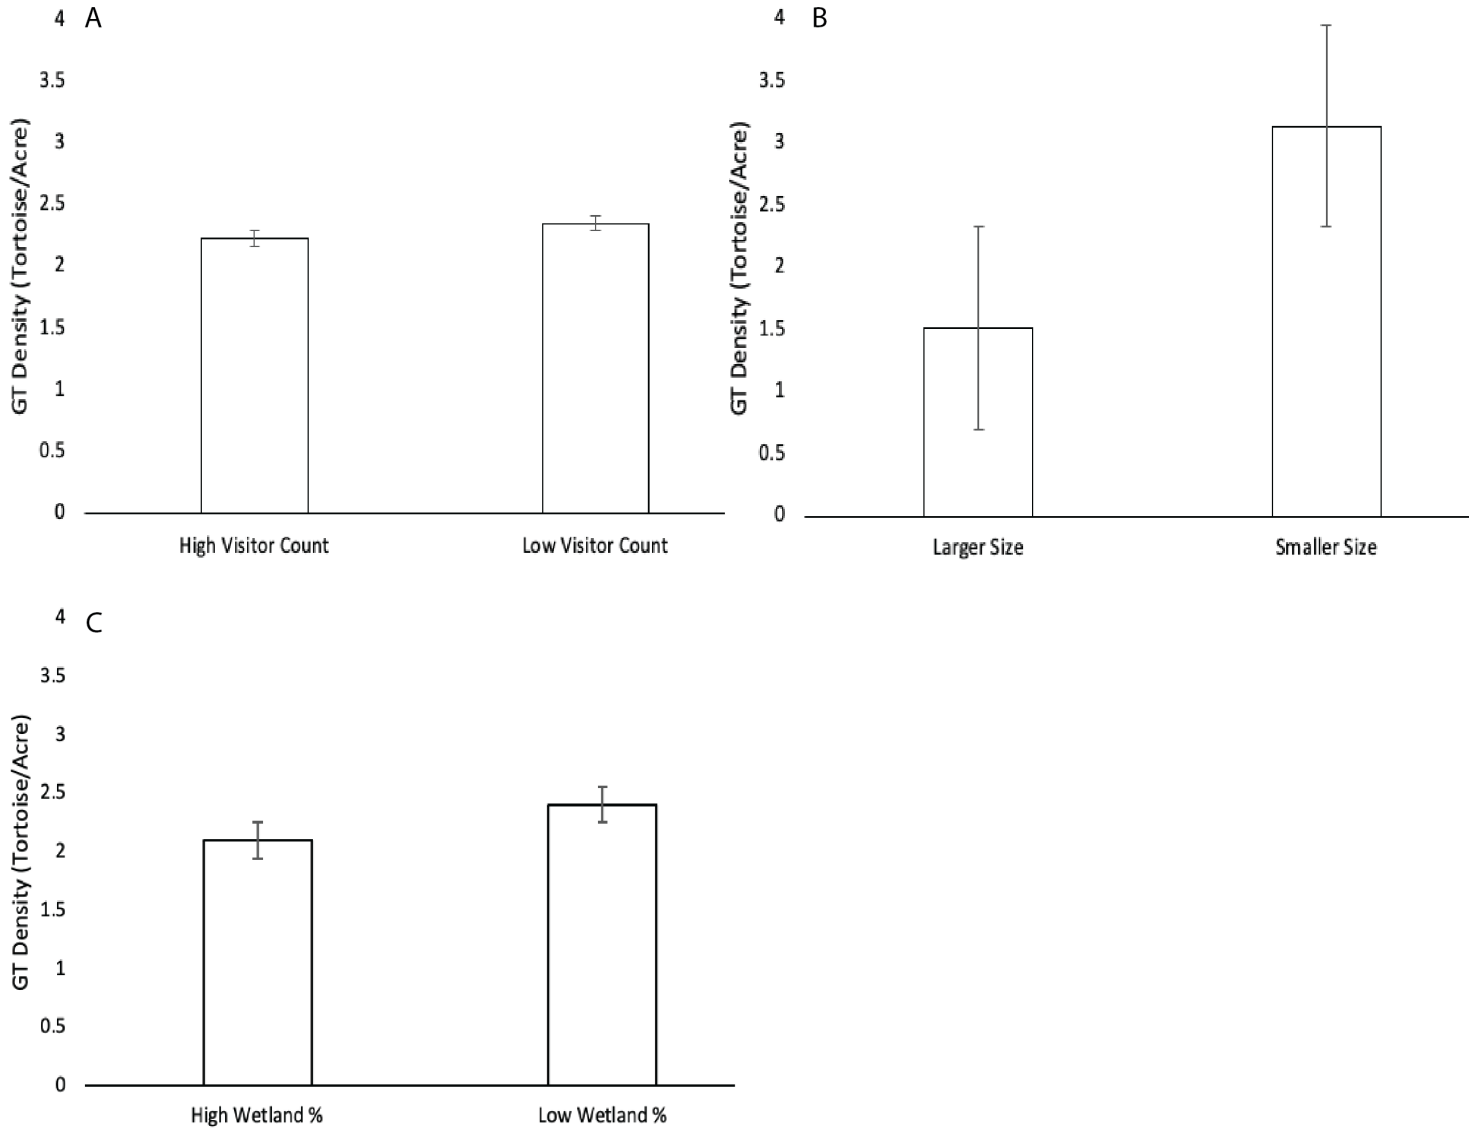 A
4
3.5
3
2.5
2
1.5
1
0.5
0
GT Density (Tortoise/Acre)
High Visitor Count
Low Visitor Count
B
4
3.5
3
2.5
2
1.5
1
0.5
0
GT Density (Tortoise/Acre)
Larger Size
Smaller Size
C
4
3.5
3
2.5
2
1.5
1
0.5
0
GT Density (Tortoise/Acre)
High Wetland %
Low Wetland %